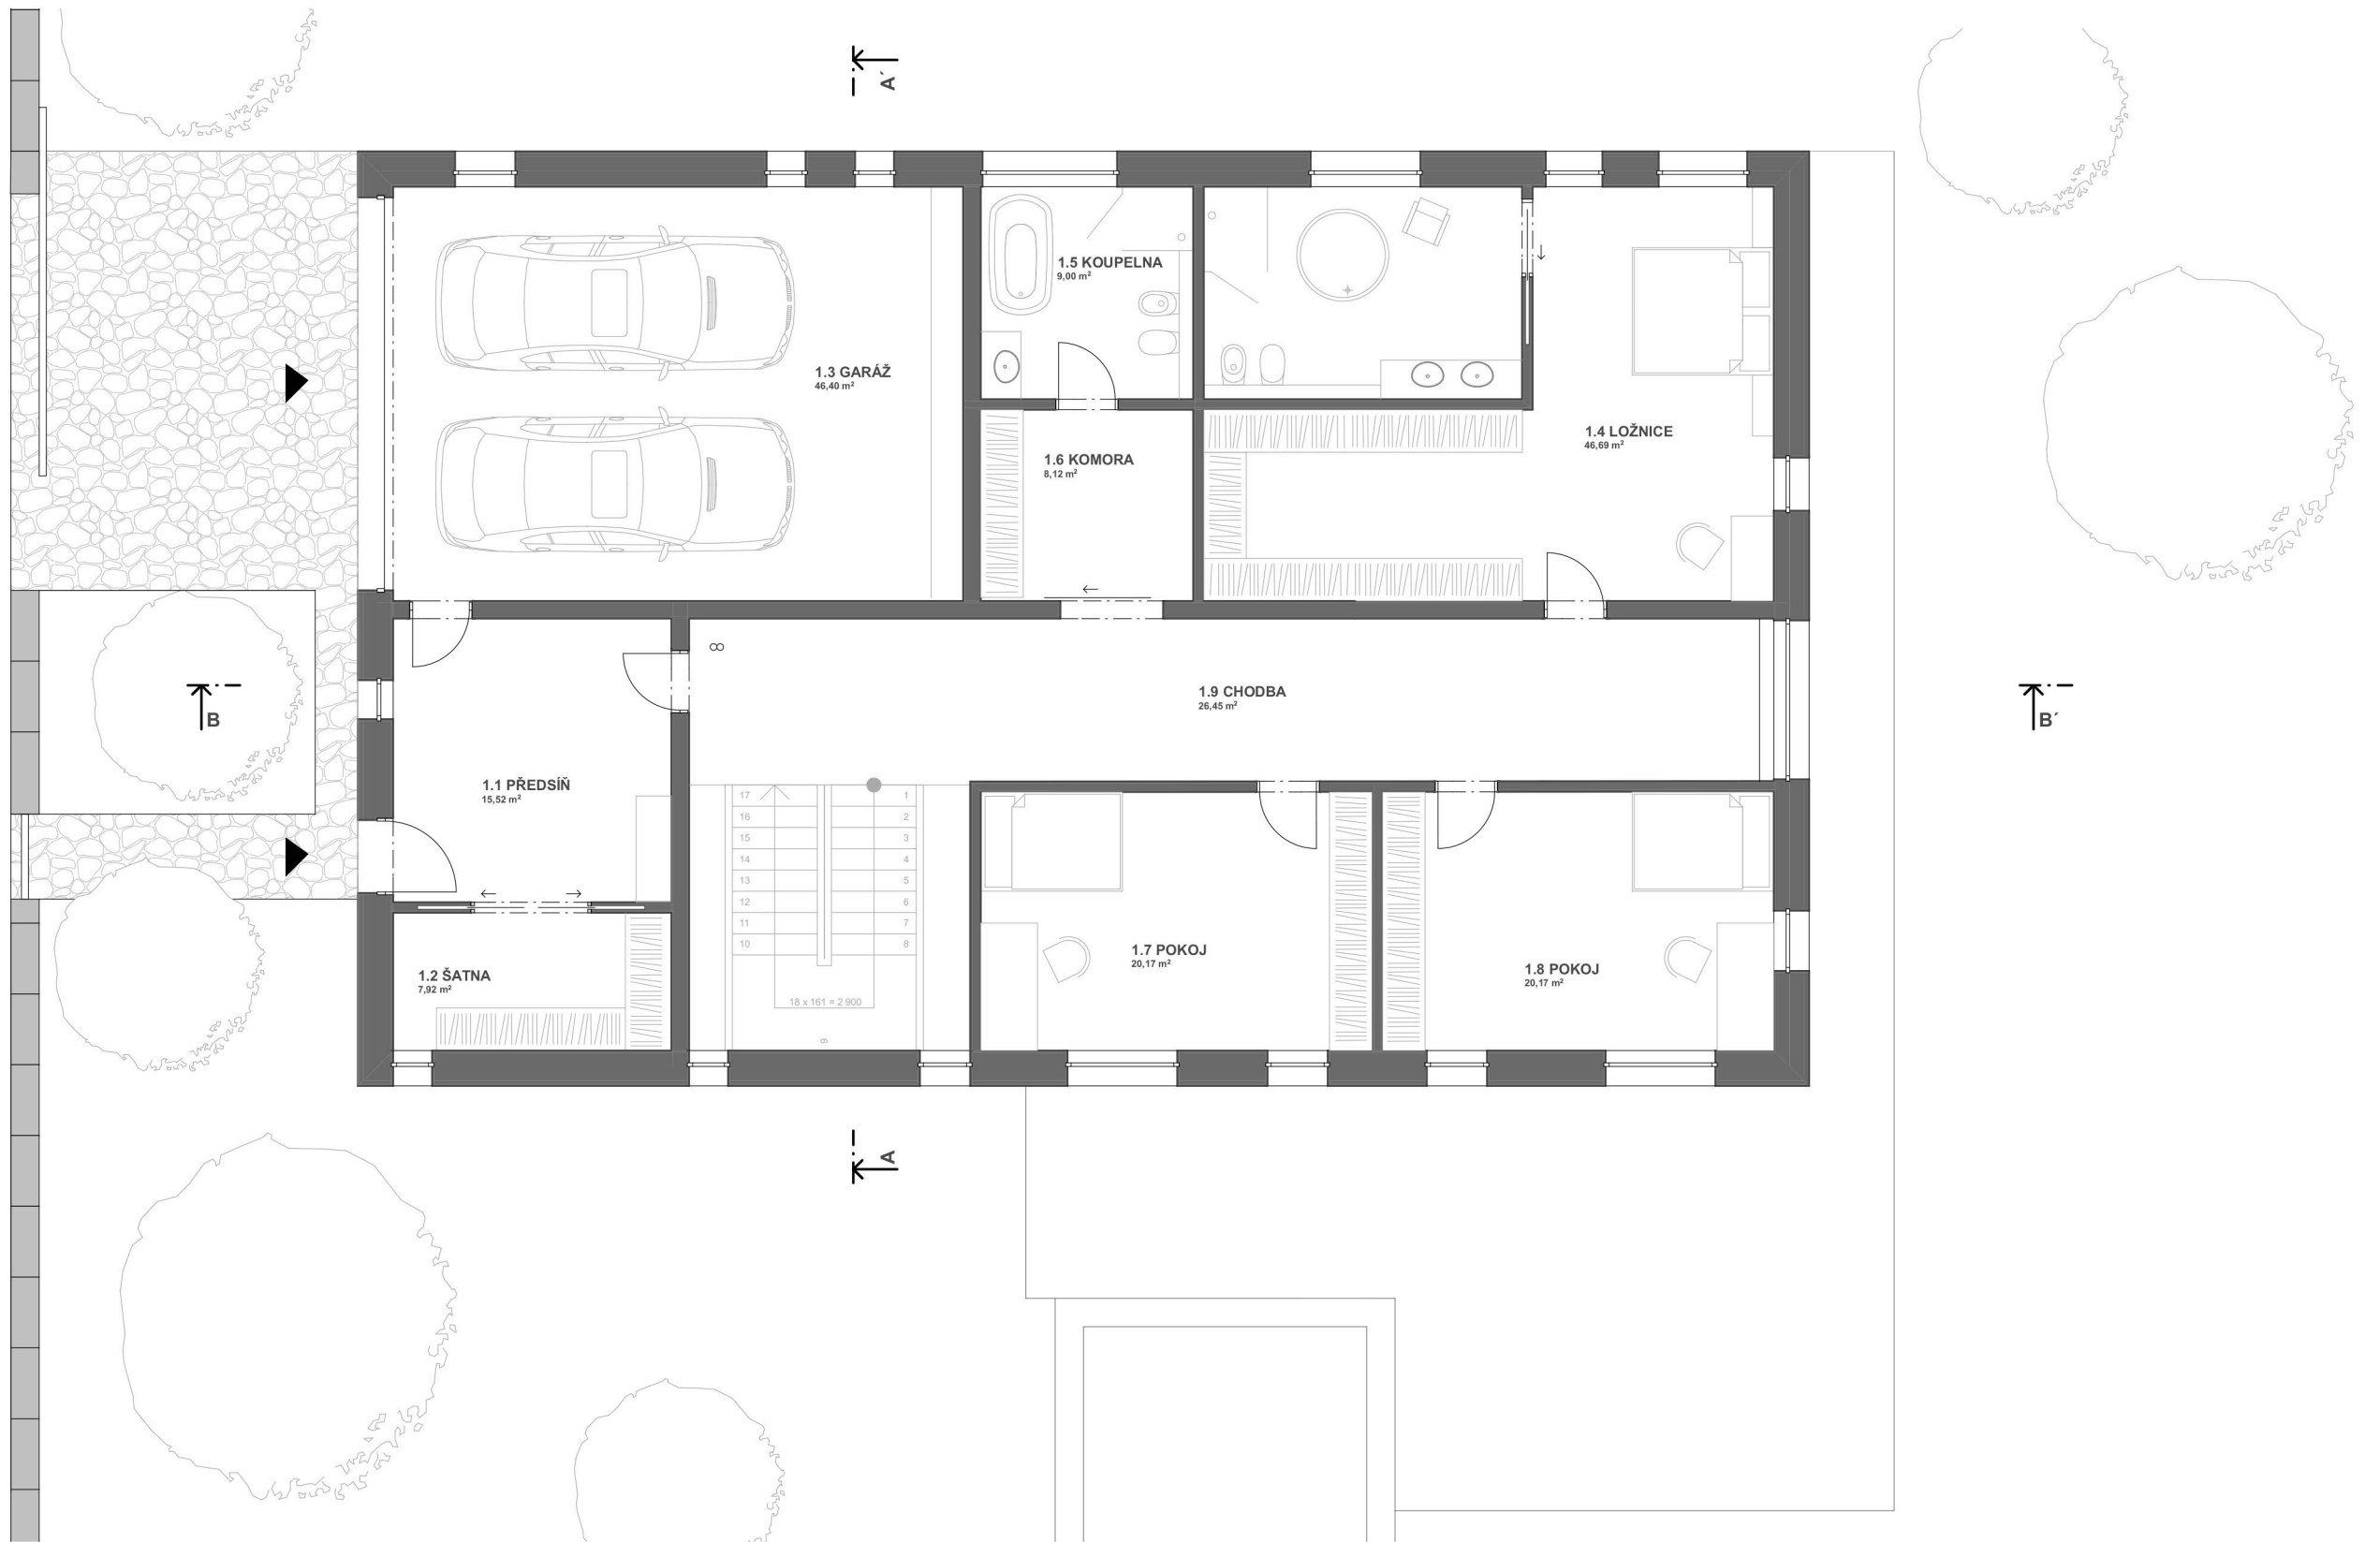 A´
1.5 KOUPELNA
9,00 m²
1.3 GARÁŽ
46,40 m²
1.4 LOŽNICE
46,69 m²
1.6 KOMORA
8,12 m²
1.9 CHODBA
26,45 m²
B
B´
1.1 PŘEDSÍŇ
15,52 m²
17 1
16 2
15 3
14 4
13 5
12 6
11 7
10 8
18 x 161 = 2 900
9
1.2 ŠATNA
7,92 m²
1.7 POKOJ
20,17 m²
1.8 POKOJ
20,17 m²
A